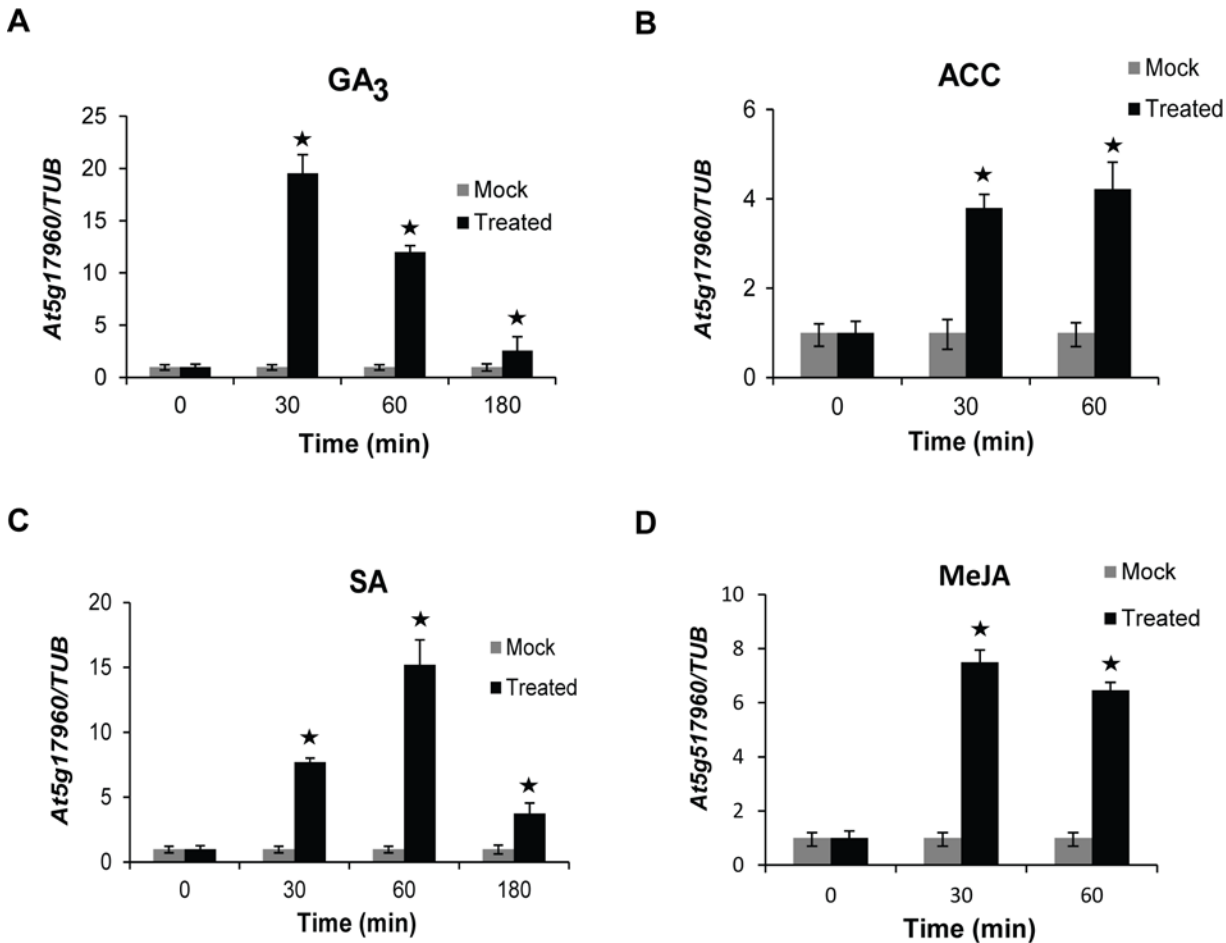 A
GA3
25
20
15
10
5
0
At5g17960/TUB
Mock
Treated
0 30 60 180
Time (min)
B
ACC
Mock
Treated
6
4
2
0
At5g17960/TUB
0 30 60
Time (min)
C
SA
20
15
10
5
0
At5g17960/TUB
Mock
Treated
0 30 60 180
Time (min)
D
MeJA
Mock
Treated
10
8
6
4
2
0
At5g517960/TUB
0 30 60
Time (min)